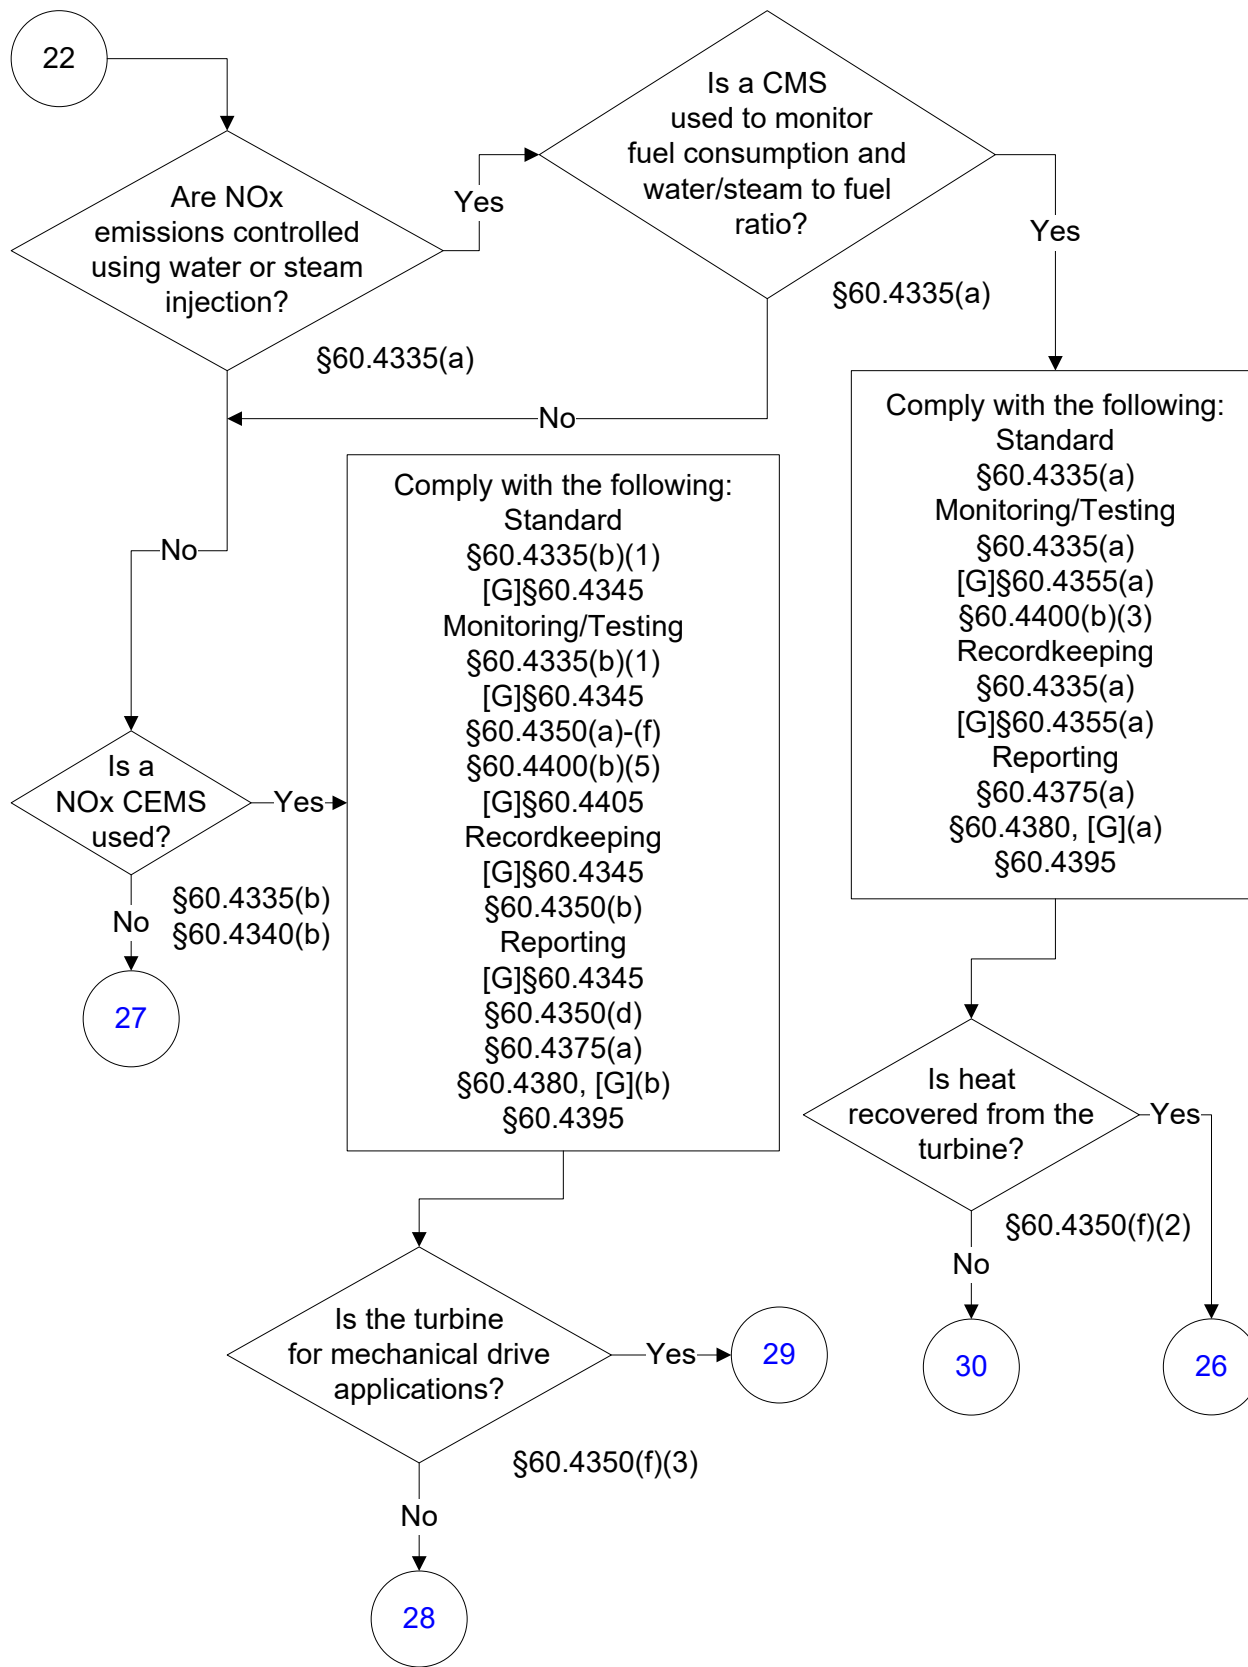 22
Are NOx
emissions controlled
using water or steam
injection?
§60.4335(a)
Yes
Is a CMS
used to monitor
fuel consumption and
water/steam to fuel
ratio?
§60.4335(a)
Yes
No
No
Comply with the following:
Standard
§60.4335(a)
Monitoring/Testing
§60.4335(a)
[G]§60.4355(a)
§60.4400(b)(3)
Recordkeeping
§60.4335(a)
[G]§60.4355(a)
Reporting
§60.4375(a)
§60.4380, [G](a)
§60.4395
Is a
NOx CEMS
used?
Yes
§60.4335(b)
§60.4340(b)
No
27
Comply with the following:
Standard
§60.4335(b)(1)
[G]§60.4345
Monitoring/Testing
§60.4335(b)(1)
[G]§60.4345
§60.4350(a)-(f)
§60.4400(b)(5)
[G]§60.4405
Recordkeeping
[G]§60.4345
§60.4350(b)
Reporting
[G]§60.4345
§60.4350(d)
§60.4375(a)
§60.4380, [G](b)
§60.4395
Is heat
recovered from the
turbine?
Yes
§60.4350(f)(2)
No
30
26
Is the turbine
for mechanical drive
applications?
Yes
29
§60.4350(f)(3)
No
28